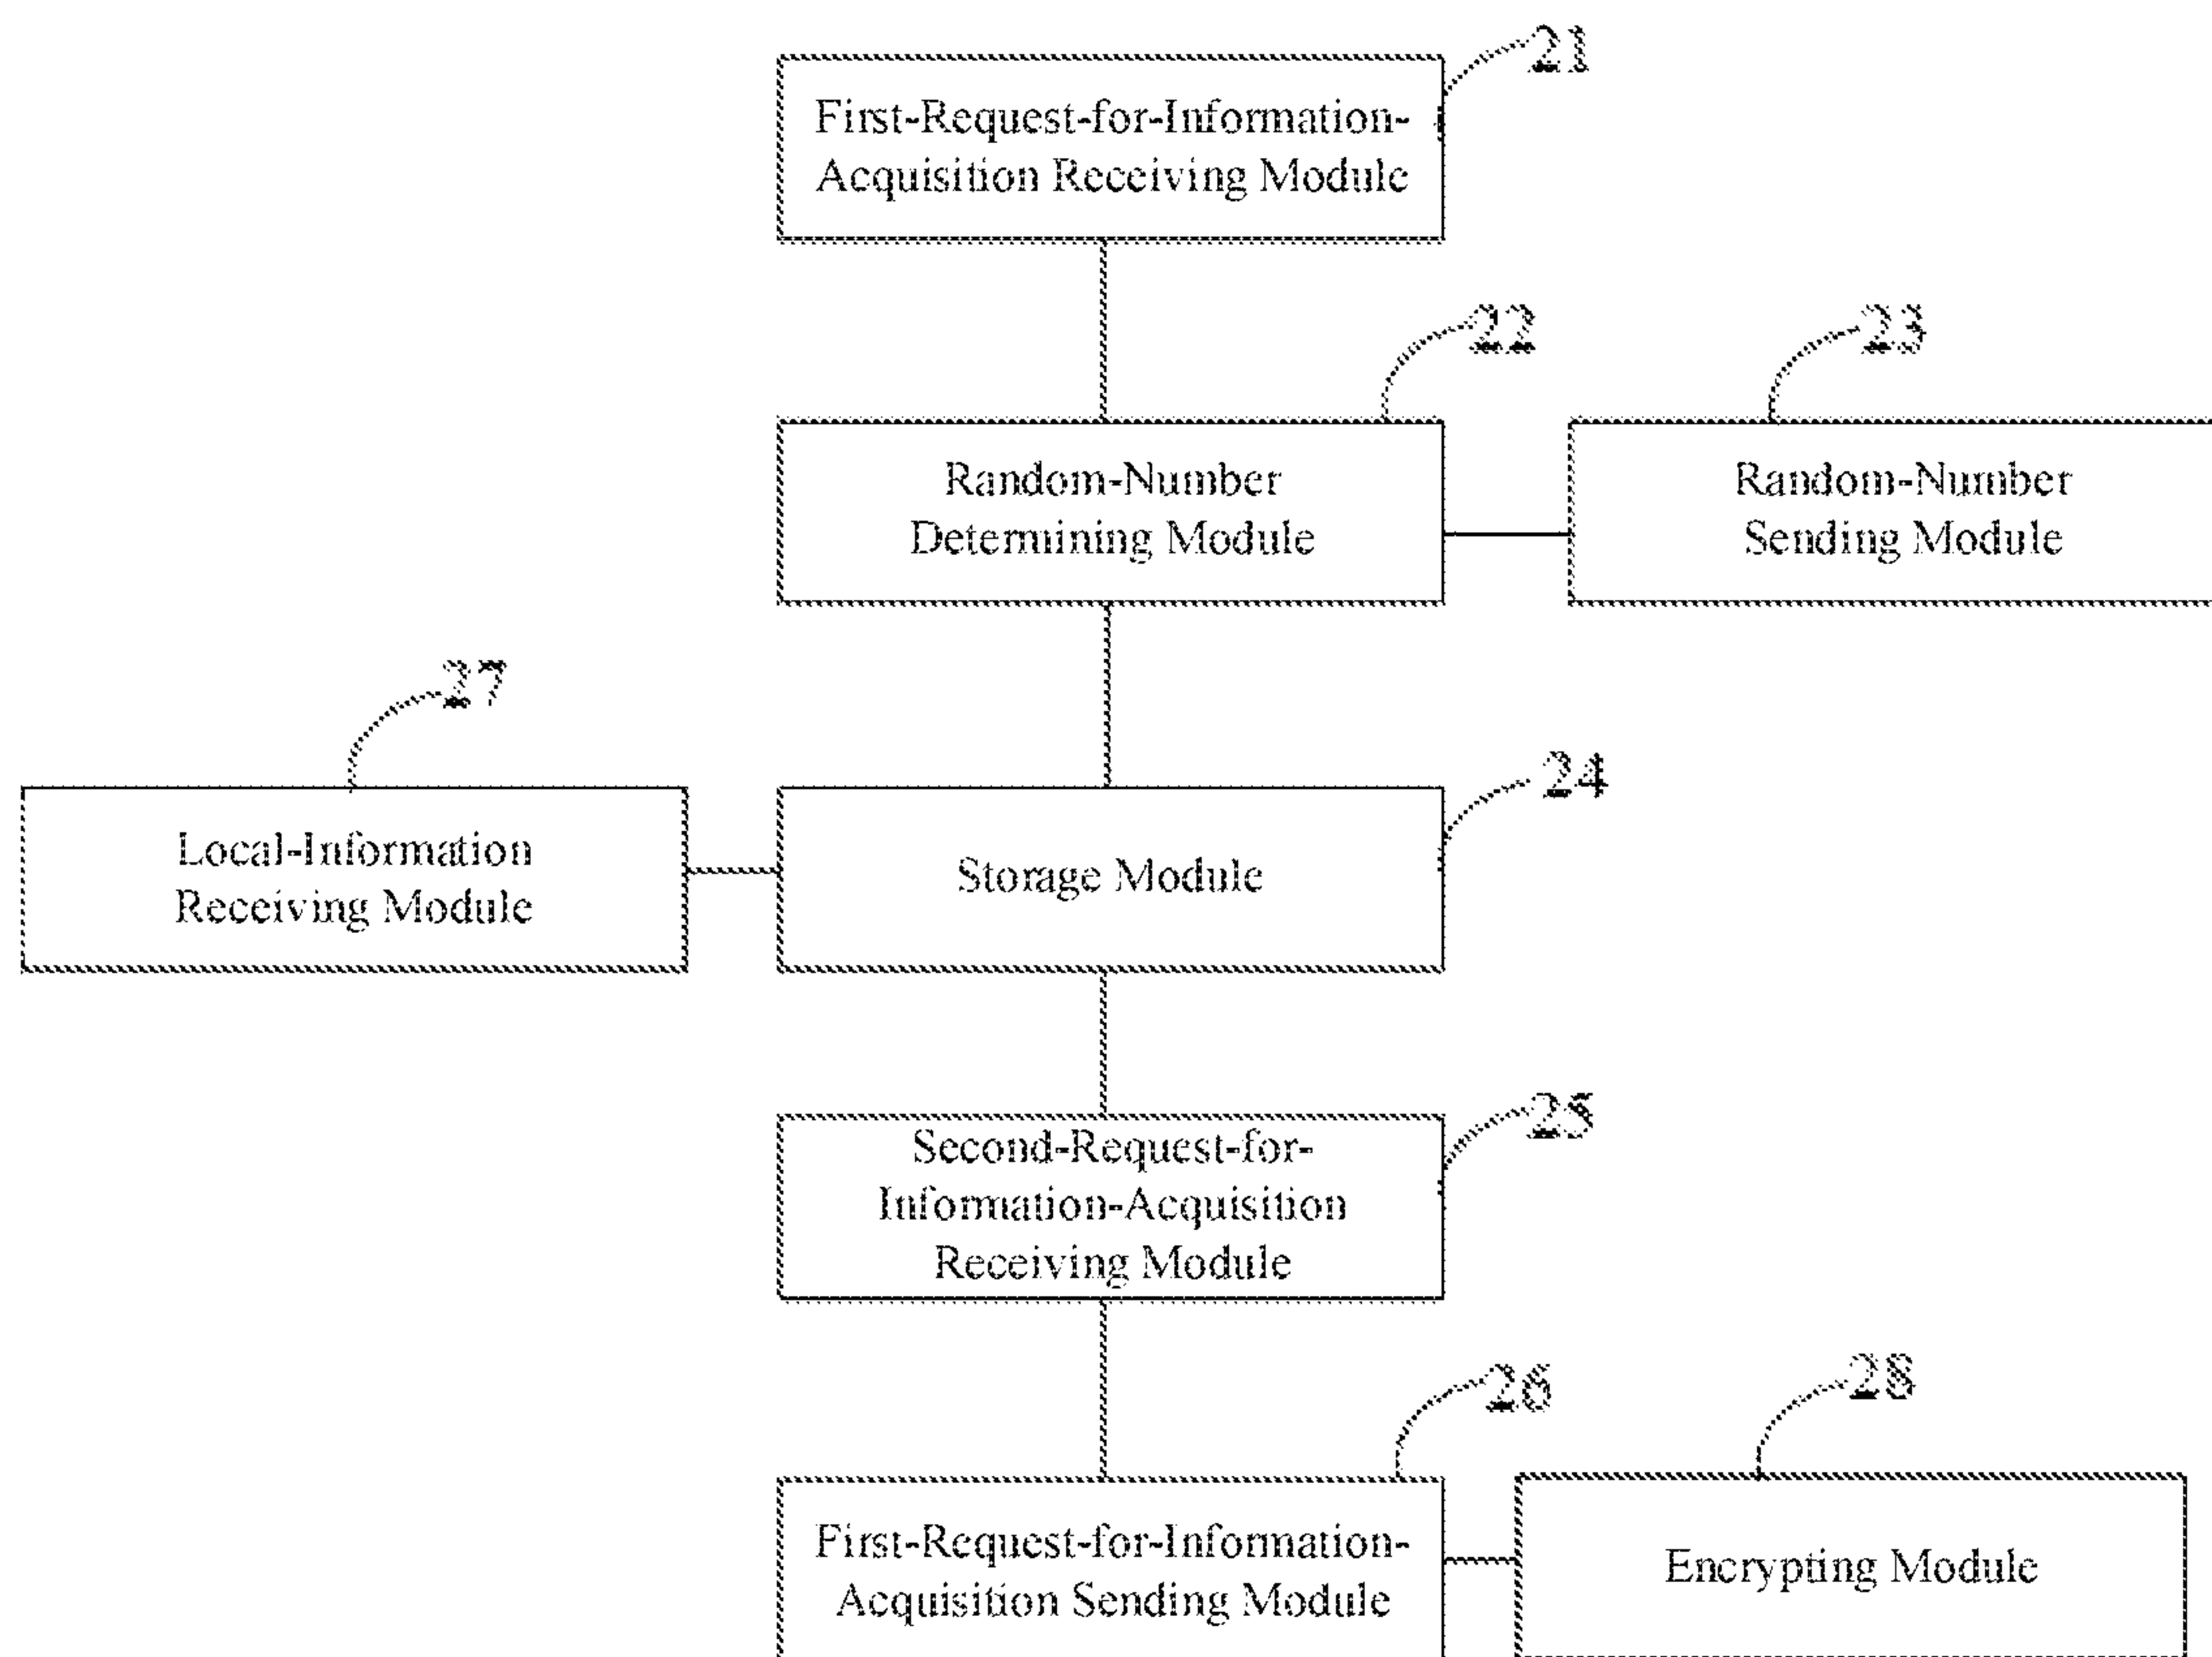 21
First-Request-for-Information-
Acquisition Receiving Module
22
23
Random-Number
Determining Module
Random-Number
Sending Module
27
24
Local-Information
Receiving Module
Storage Module
25
Second-Request-for-
Information-Acquisition
Receiving Module
26
28
First-Request-for-Information-
Acquisition Sending Module
Encrypting Module